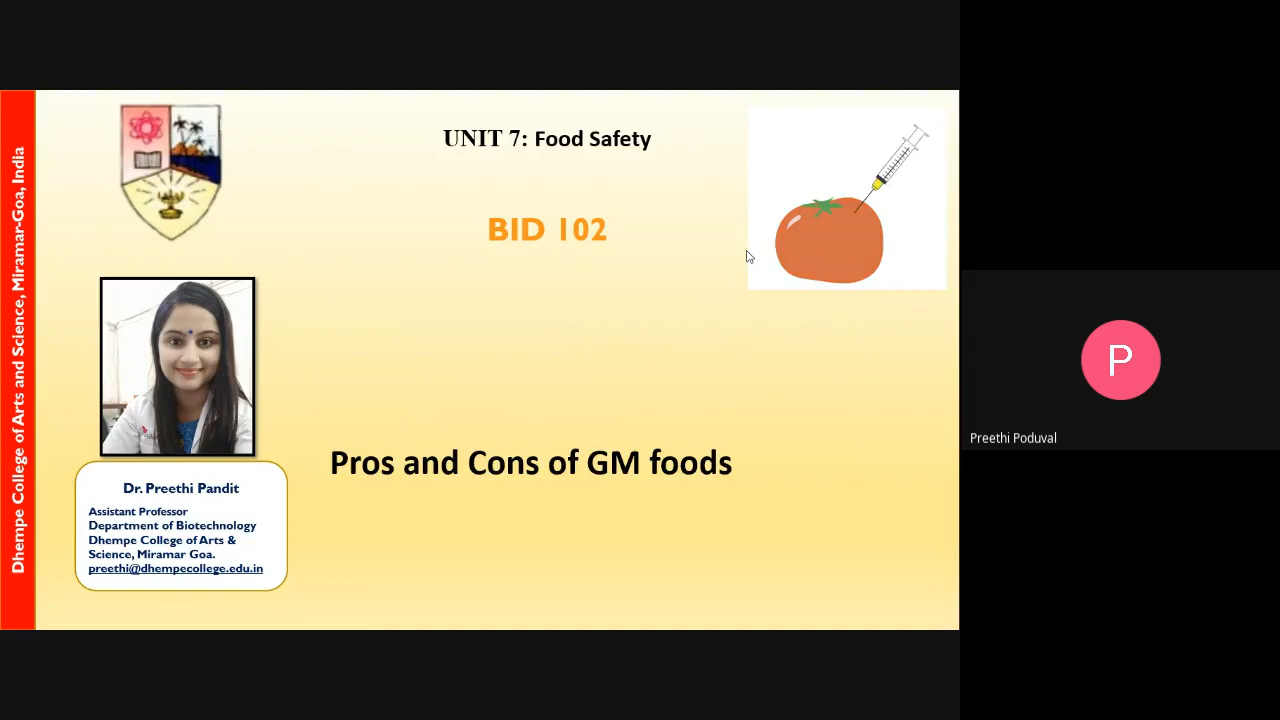 Dhempe College of Arts and Science, Miramar-Goa, India
UNIT 7: Food Safety
BID 102
Pros and Cons of GM foods
Dr. Preethi Pandit
Assistant Professor
Department of Biotechnology
Dhempe College of Arts &
Science, Miramar Goa.
preethi@dhempecollege.edu.in
P
Preethi Poduval